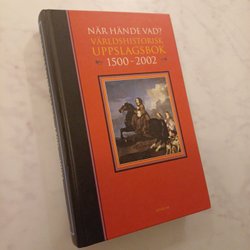 NÄR HÄNDE VAD?
VÄRLDSHISTORISK
UPPSLAGSBOK
1500 - 2002